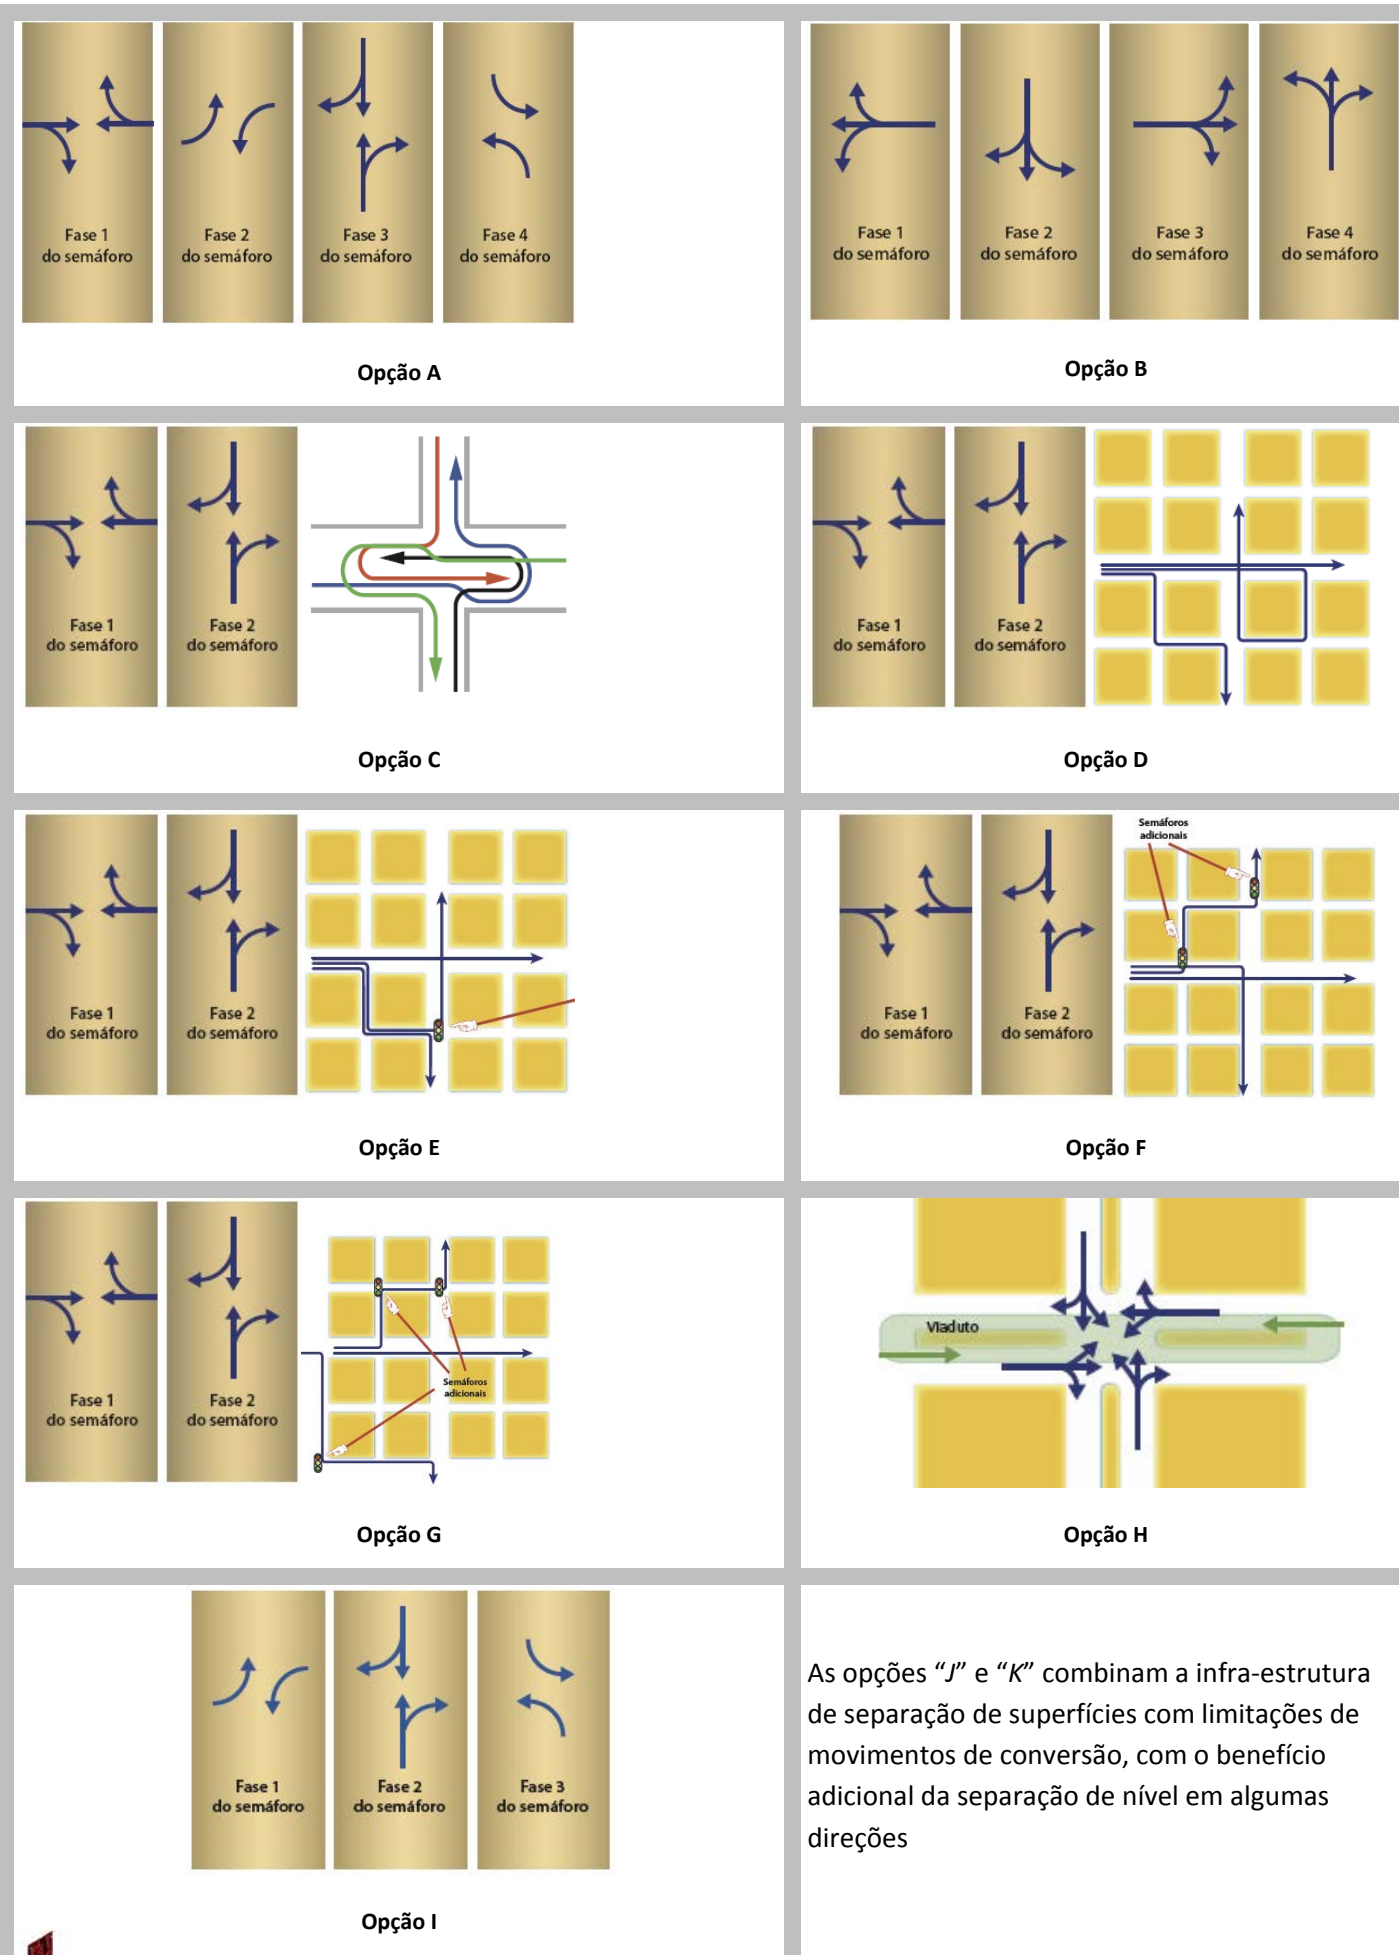 Fase 1
do semáforo
Fase 2
do semáforo
Fase 3
do semáforo
Fase 4
do semáforo
Opção A
Fase 1
do semáforo
Fase 2
do semáforo
Fase 3
do semáforo
Fase 4
do semáforo
Opção B
Fase 1
do semáforo
Fase 2
do semáforo
Opção C
Fase 1
do semáforo
Fase 2
do semáforo
Opção D
Fase 1
do semáforo
Fase 2
do semáforo
Opção E
Fase 1
do semáforo
Fase 2
do semáforo
Semáforos
adicionais
Opção F
Fase 1
do semáforo
Fase 2
do semáforo
Semáforos
adicionais
Opção G
Viaduto
Opção H
Fase 1
do semáforo
Fase 2
do semáforo
Fase 3
do semáforo
Opção I
As opções “J” e “K” combinam a infra-estrutura
de separação de superfícies com limitações de
movimentos de conversão, com o benefício
adicional da separação de nível em algumas
direções